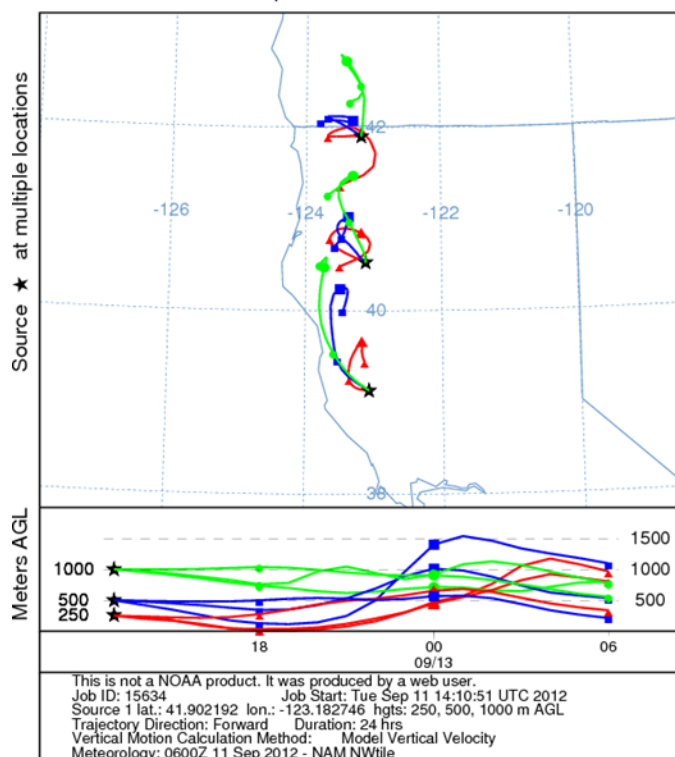 42
-126
-124
-122
-120
40
38
Source ★ at multiple locations
Meters AGL
1500
1000
1000
500
500
250
18
00
06
09/13
This is not a NOAA product. It was produced by a web user.
Job ID: 15634 Job Start: Tue Sep 11 14:10:51 UTC 2012
Source 1 lat.: 41.902192 lon.: -123.182746 hgts: 250, 500, 1000 m AGL
Trajectory Direction: Forward Duration: 24 hrs
Vertical Motion Calculation Method: Model Vertical Velocity
Meteorology: 0600Z 11 Sep 2012 - NAM NWtile